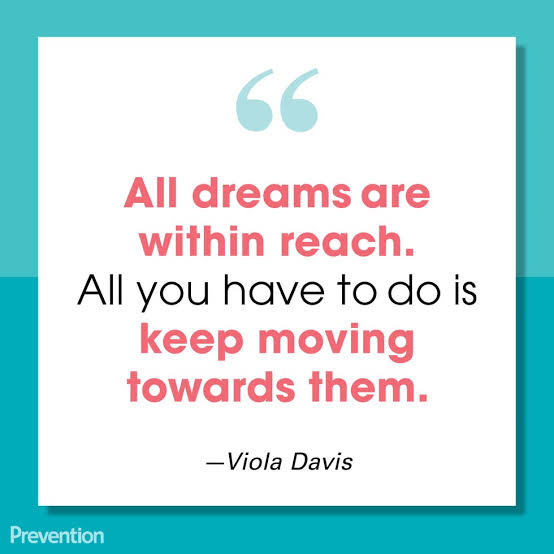 “
All dreams are
within reach.
All you have to do is
keep moving
towards them.
—Viola Davis
Prevention